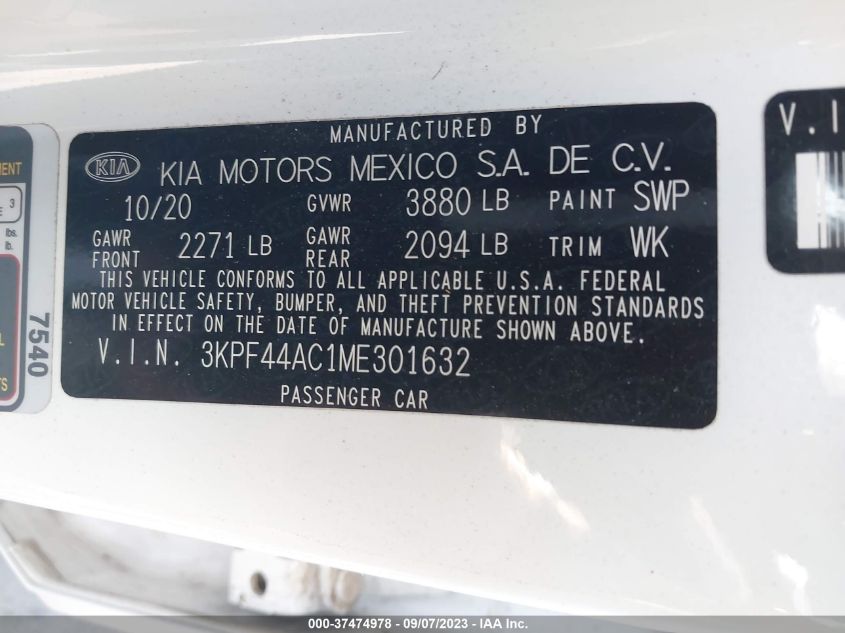 MANUFACTURED BY
KIA KIA MOTORS MEXICO S.A. DE C.V.
10/20 GVWR 3880 LB PAINT SWP
GAWR FRONT 2271 LB GAWR REAR 2094 LB TRIM WK
THIS VEHICLE CONFORMS TO ALL APPLICABLE U.S.A. FEDERAL
MOTOR VEHICLE SAFETY, BUMPER, AND THEFT PREVENTION STANDARDS
IN EFFECT ON THE DATE OF MANUFACTURE SHOWN ABOVE.
V.I.N. 3KPF44AC1ME301632
PASSENGER CAR
3
lbs.
lb.
7540
V.I
000-37474978 - 09/07/2023 - IAA Inc.